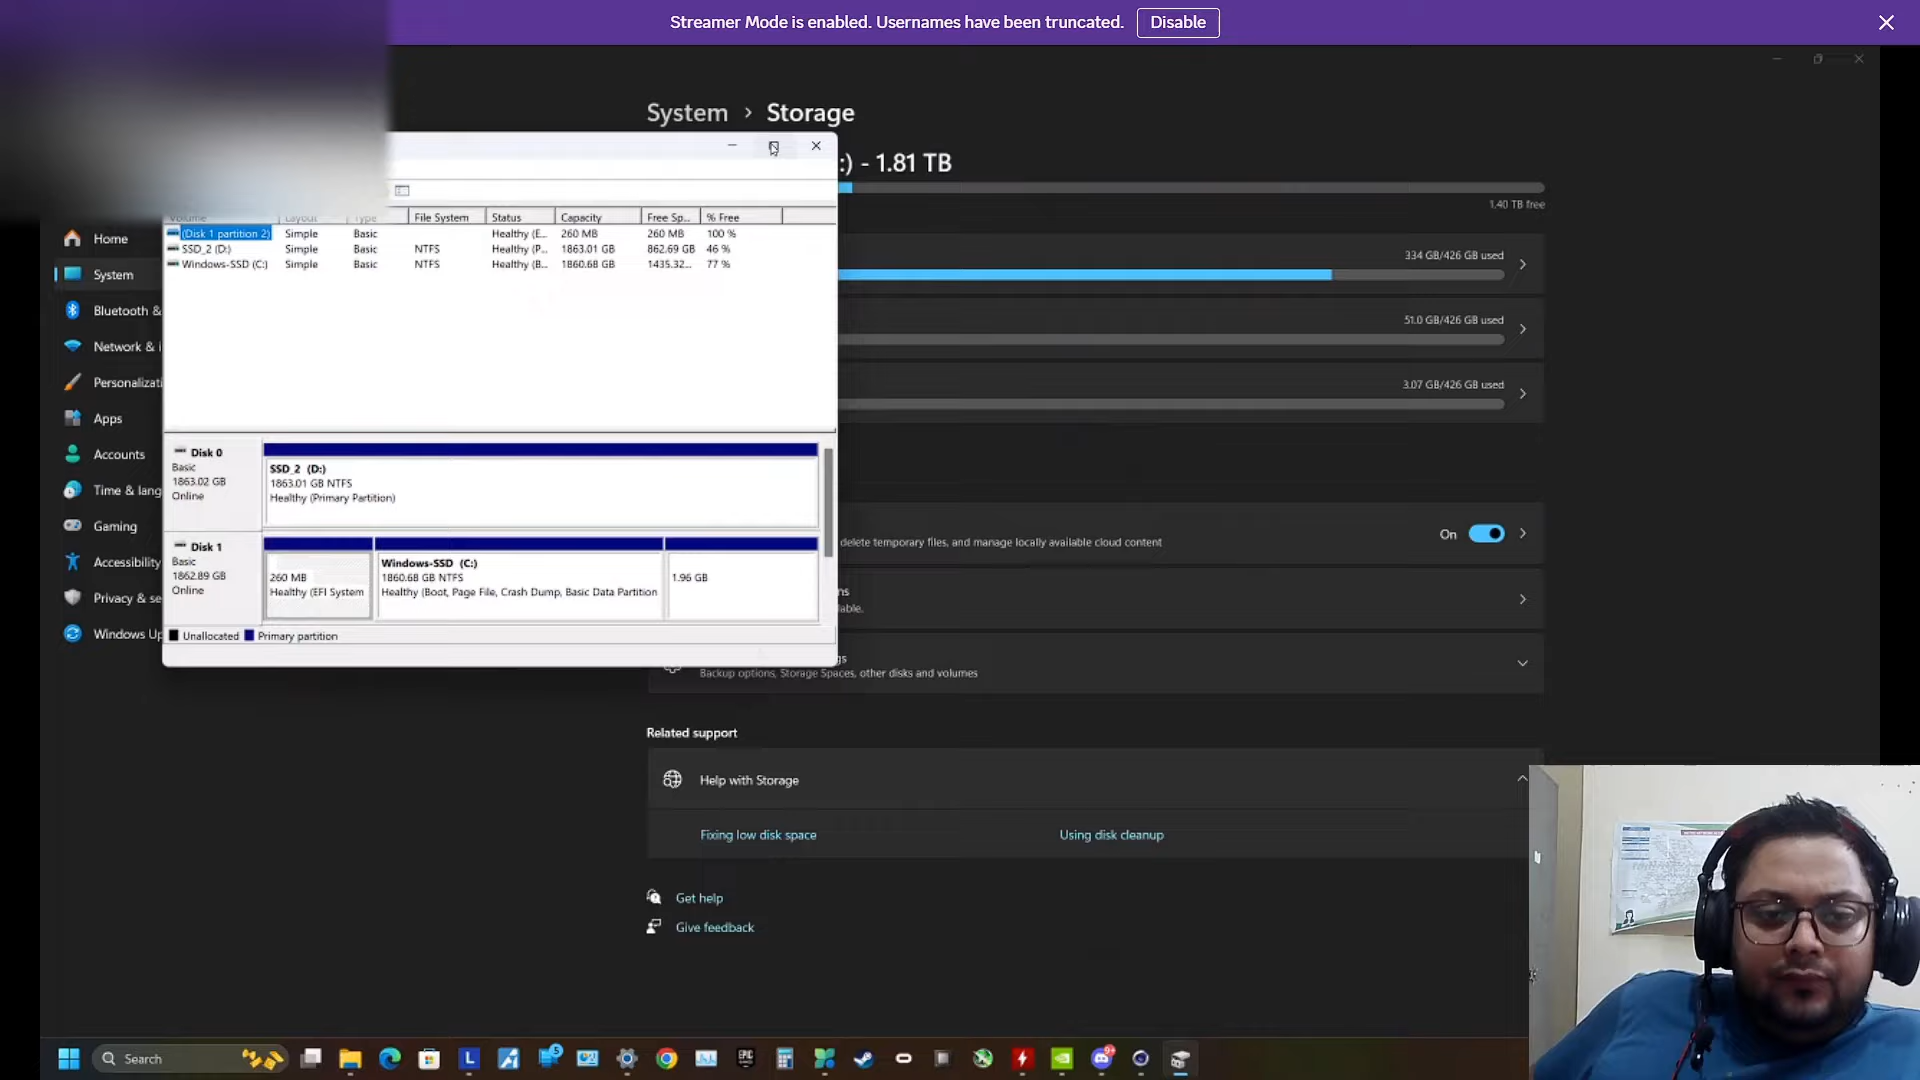 Streamer Mode is enabled. Usernames have been truncated. Disable
System > Storage
:) - 1.81 TB
1.40 TB free
Home
System
Bluetooth &
Network & i
Personalizati
Apps
Accounts
Time & lang
Gaming
Accessibility
Privacy & se
Windows Up
Volume Layout Type File System Status Capacity Free Sp... % Free
(Disk 1 partition 2) Simple Basic Healthy (E... 260 MB 260 MB 100 %
SSD_2 (D:) Simple Basic NTFS Healthy (P... 1863.01 GB 862.69 GB 46 %
Windows-SSD (C:) Simple Basic NTFS Healthy (B... 1860.68 GB 1435.32... 77 %
Disk 0
Basic
1863.02 GB
Online
SSD_2 (D:)
1863.01 GB NTFS
Healthy (Primary Partition)
Disk 1
Basic
1862.89 GB
Online
260 MB
Healthy (EFI System
Windows-SSD (C:)
1860.68 GB NTFS
Healthy (Boot, Page File, Crash Dump, Basic Data Partition
1.96 GB
Unallocated Primary partition
334 GB/426 GB used
51.0 GB/426 GB used
3.07 GB/426 GB used
On
delete temporary files, and manage locally available cloud content
ns
lable.
gs
Backup options, Storage Spaces, other disks and volumes
Related support
Help with Storage
Fixing low disk space Using disk cleanup
Get help
Give feedback
Search